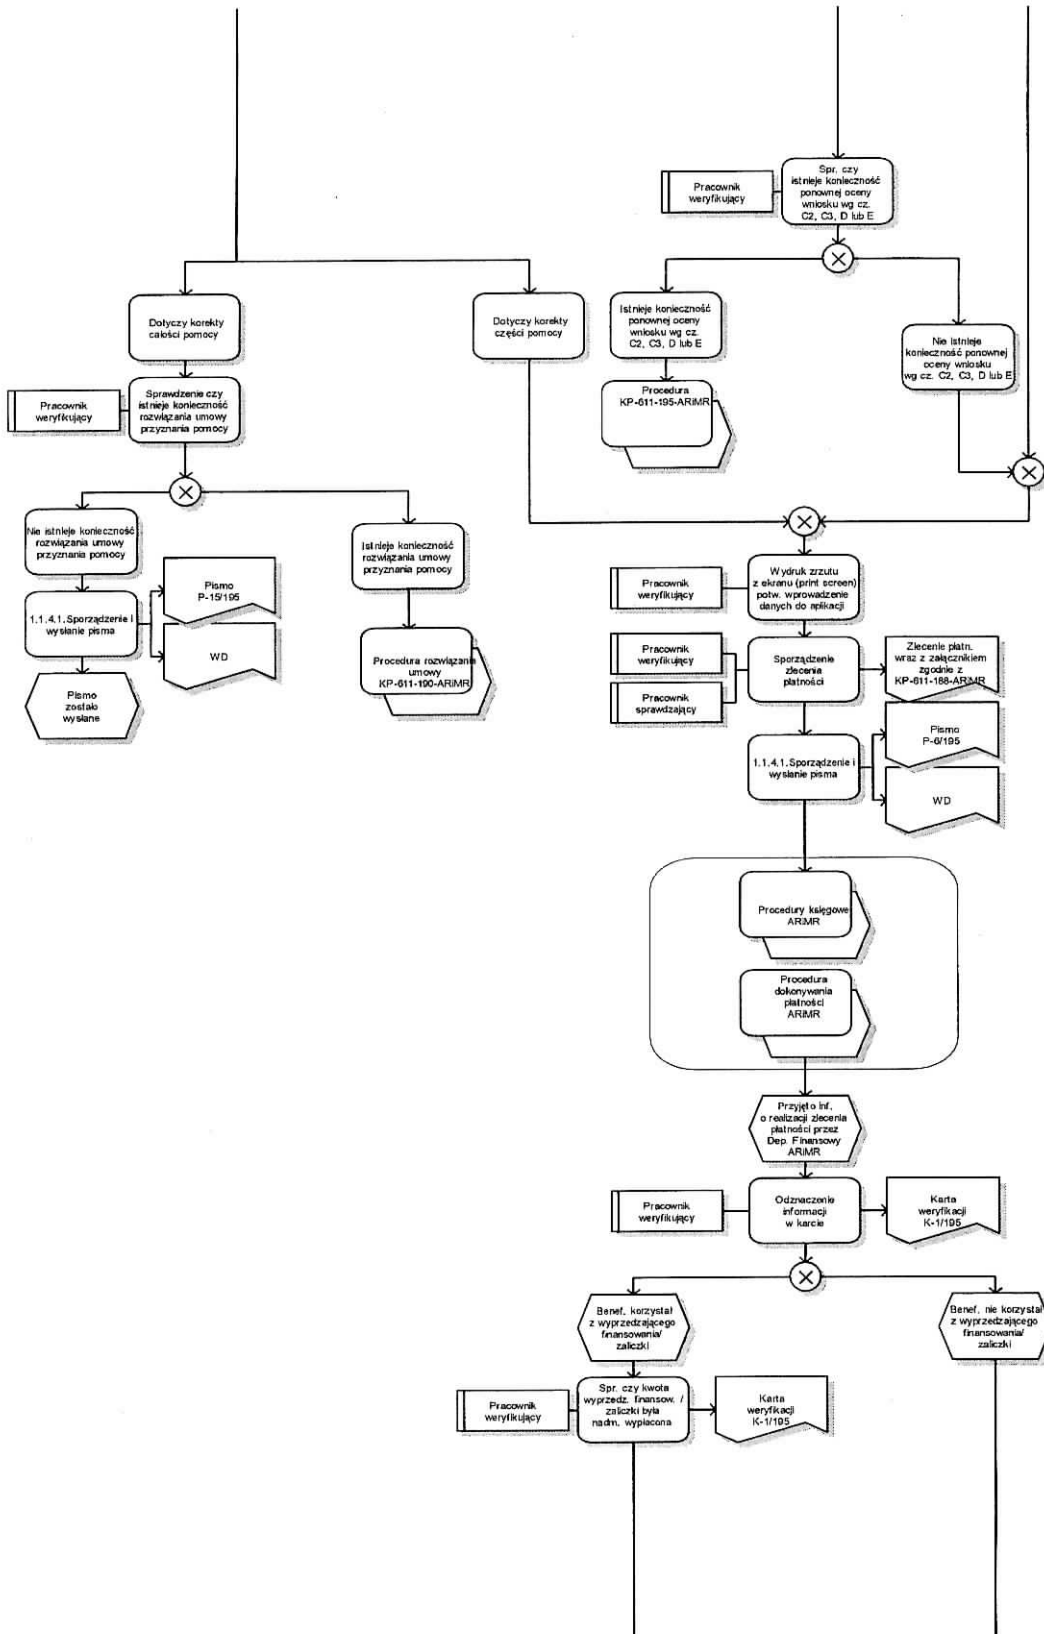 Spr. czy
istnieje konieczność
ponownej oceny
wniosku wg cz.
C2, C3, D lub E
Pracownik
weryfikujący
Dotyczy korekty
całości pomocy
Dotyczy korekty
części pomocy
Istnieje konieczność
ponownej oceny
wniosku wg cz.
C2, C3, D lub E
Nie istnieje
konieczność ponownej
oceny wniosku
wg cz. C2, C3, D lub E
Pracownik
weryfikujący
Sprawdzenie czy
istnieje konieczność
rozwiązania umowy
przyznania pomocy
Procedura
KP-611-195-ARiMR
Nie istnieje konieczność
rozwiązania umowy
przyznania pomocy
Istnieje konieczność
rozwiązania umowy
przyznania pomocy
1.1.4.1.Sporządzenie i
wysłanie pisma
Pismo
P-15/195
WD
Pismo
zostało
wysłane
Procedura rozwiązania
umowy
KP-611-190-ARiMR
Pracownik
weryfikujący
Wydruk zrzutu
z ekranu (print screen)
potw. wprowadzenie
danych do aplikacji
Pracownik
weryfikujący
Pracownik
sprawdzający
Sporządzenie
zlecenia
płatności
Zlecenie płatn.
wraz z załącznikiem
zgodnie z
KP-611-188-ARiMR
1.1.4.1.Sporządzenie i
wysłanie pisma
Pismo
P-6/195
WD
Procedury księgowe
ARiMR
Procedura
dokonywania
płatności
ARiMR
Przyjęto inf.
o realizacji zlecenia
płatności przez
Dep. Finansowy
ARiMR
Pracownik
weryfikujący
Odznaczenie
informacji
w karcie
Karta
weryfikacji
K-1/195
Benef. korzystał
z wyprzedzającego
finansowania/
zaliczki
Benef. nie korzystał
z wyprzedzającego
finansowania/
zaliczki
Pracownik
weryfikujący
Spr. czy kwota
wyprzedz. finansow. /
zaliczki była
nadm. wypłacona
Karta
weryfikacji
K-1/195